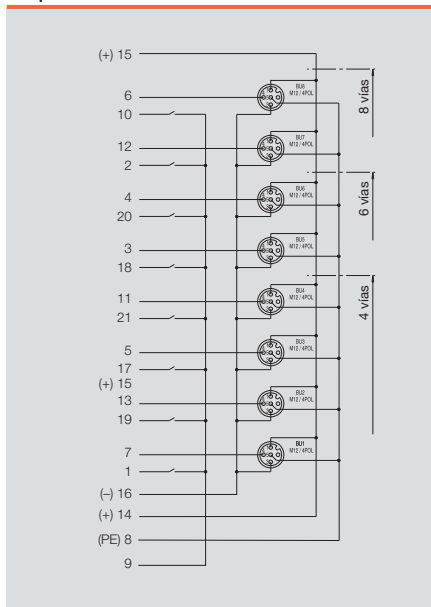 (+) 15
6
BU8
M12 / 4POL
8 vías
10
12
BU7
M12 / 4POL
2
4
BU6
M12 / 4POL
6 vías
20
3
BU5
M12 / 4POL
18
11
BU4
M12 / 4POL
4 vías
21
5
BU3
M12 / 4POL
17
(+) 15
13
BU2
M12 / 4POL
19
7
BU1
M12 / 4POL
1
(–) 16
(+) 14
(PE) 8
9